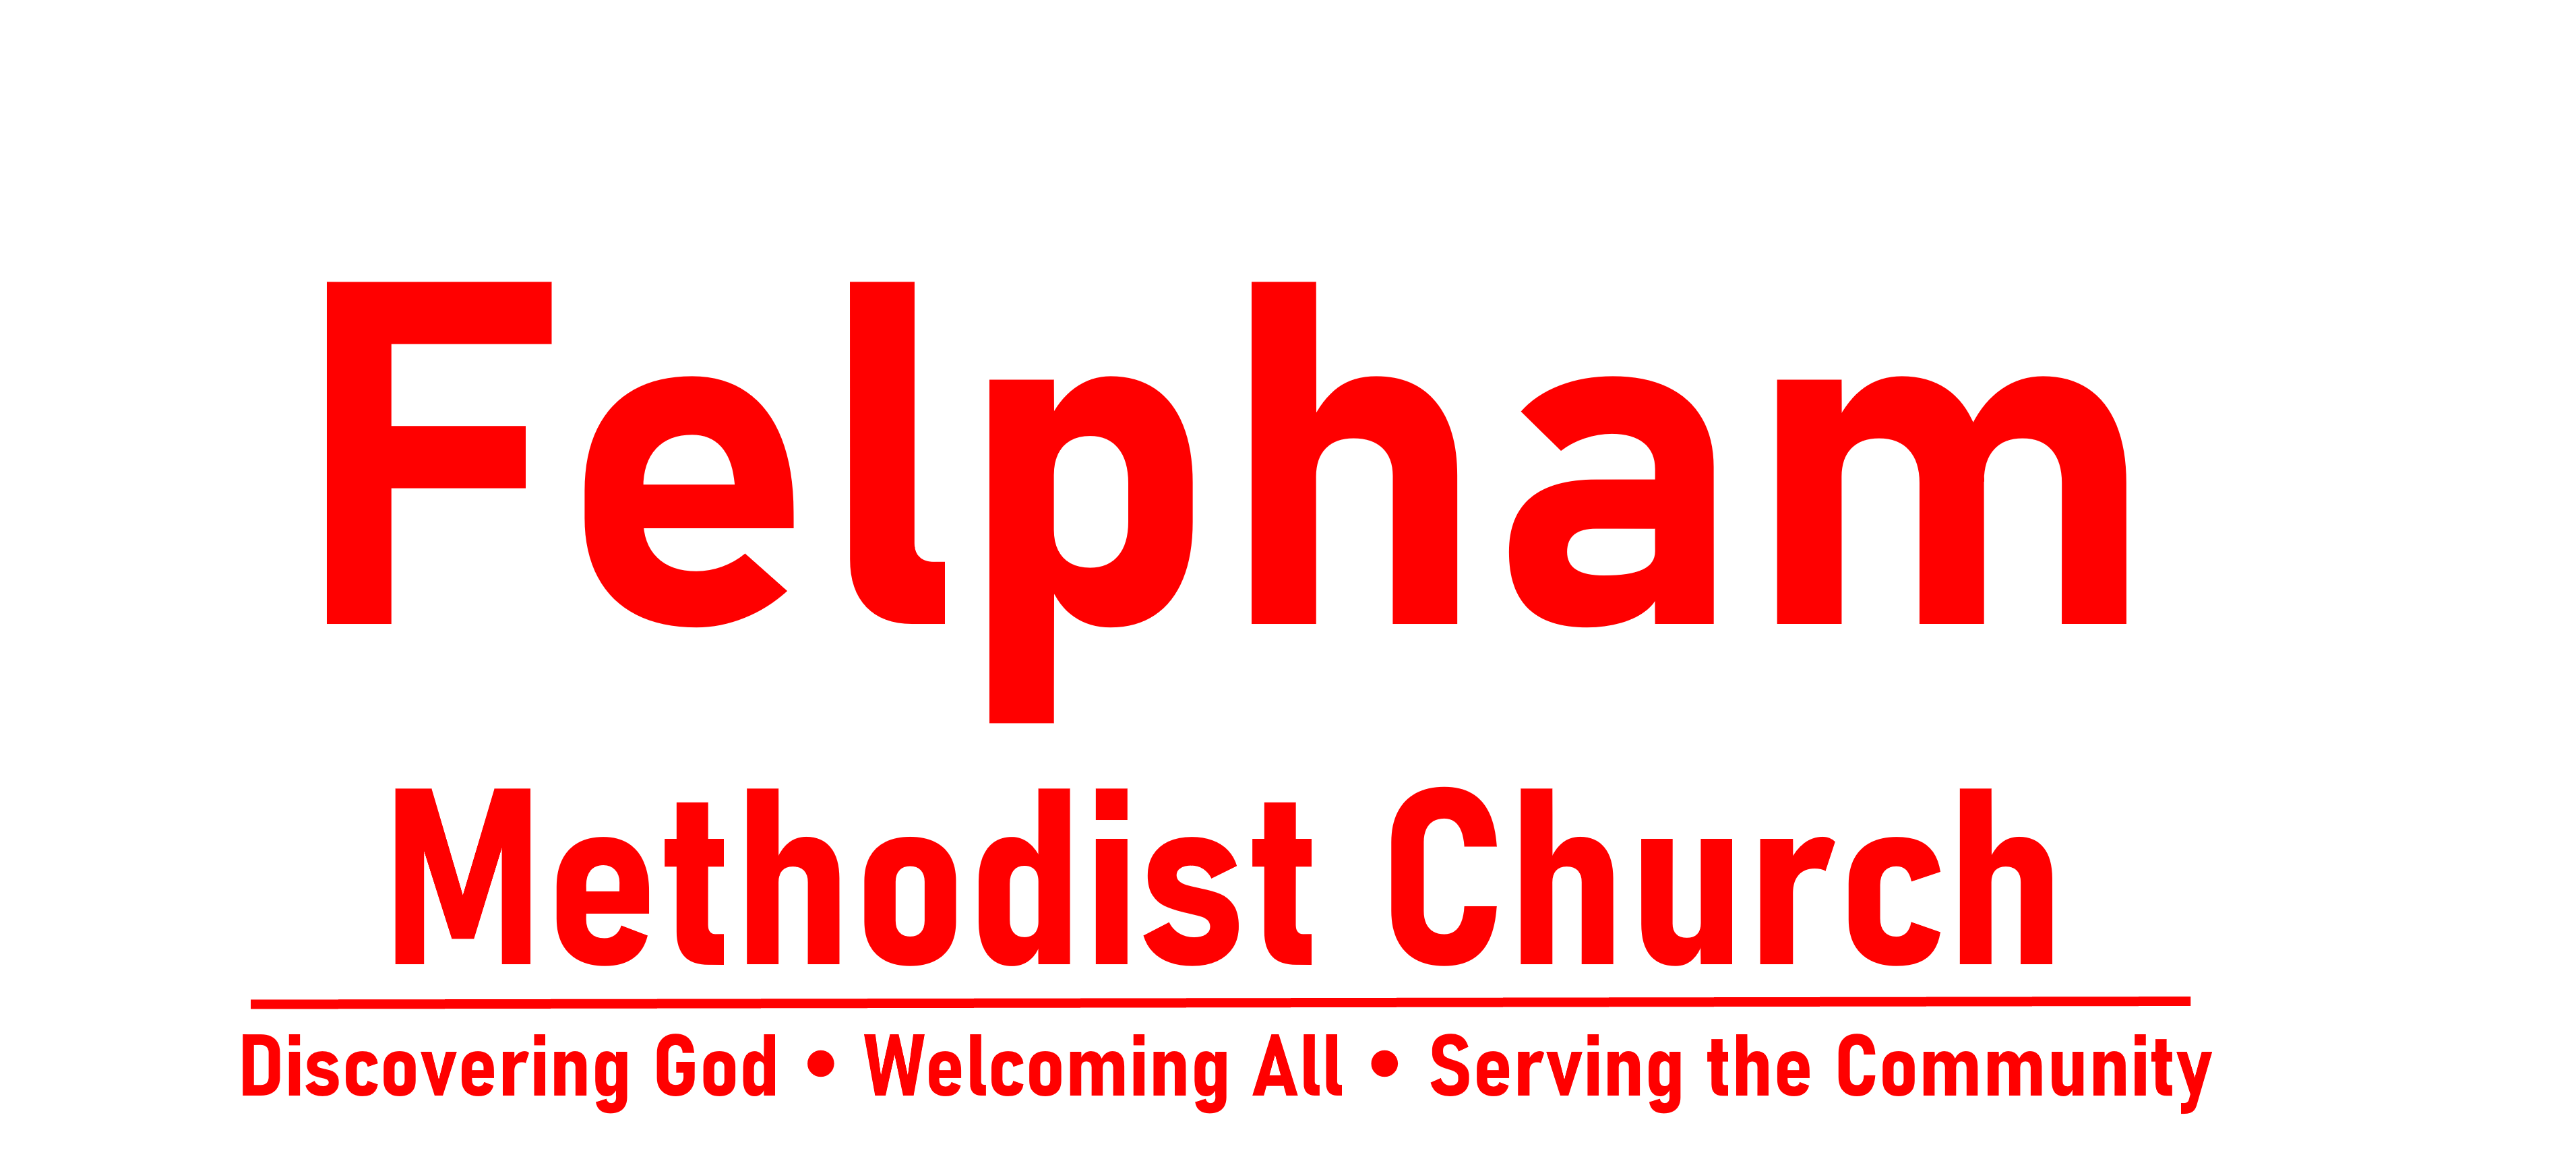 Felpham
Methodist Church
Discovering God • Welcoming All • Serving the Community